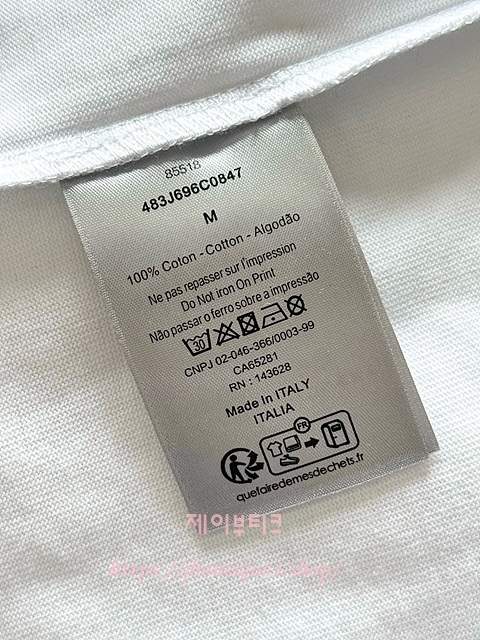 85518
483J696C0847
M
100% Coton - Cotton - Algodão
Ne pas repasser sur l'impression
Do Not Iron On Print
Não passar o ferro sobre a impressão
30
CNPJ 02-046-366/0003-99
CA65281
RN : 143628
Made in ITALY
ITALIA
FR
quefairedemesdechets.fr
제이부티크